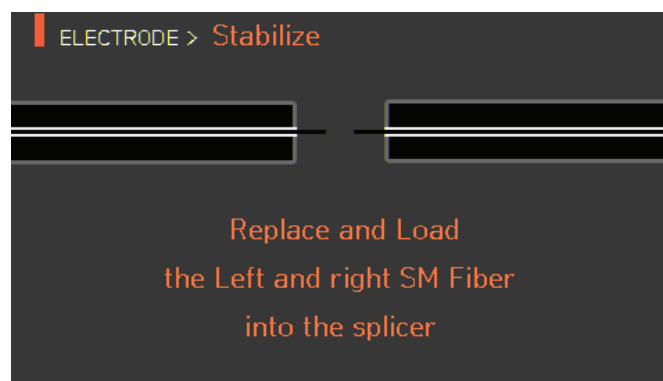 ELECTRODE > Stabilize
Replace and Load
the Left and right SM Fiber
into the splicer